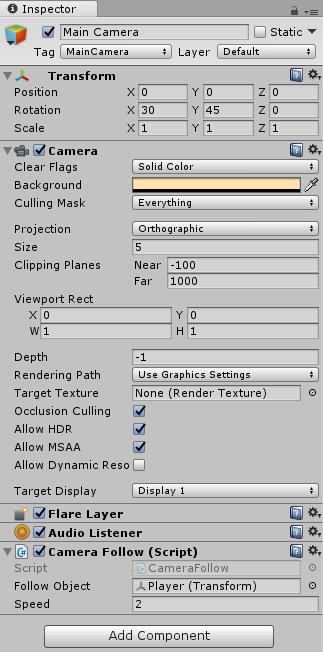 Inspector
Main Camera Static
Tag MainCamera Layer Default
Transform
Position X 0 Y 0 Z 0
Rotation X 30 Y 45 Z 0
Scale X 1 Y 1 Z 1
Camera
Clear Flags Solid Color
Background
Culling Mask Everything
Projection Orthographic
Size 5
Clipping Planes Near -100
Far 1000
Viewport Rect
X 0 Y 0
W 1 H 1
Depth -1
Rendering Path Use Graphics Settings
Target Texture None (Render Texture)
Occlusion Culling
Allow HDR
Allow MSAA
Allow Dynamic Reso
Target Display Display 1
Flare Layer
Audio Listener
C# Camera Follow (Script)
Script CameraFollow
Follow Object Player (Transform)
Speed 2
Add Component